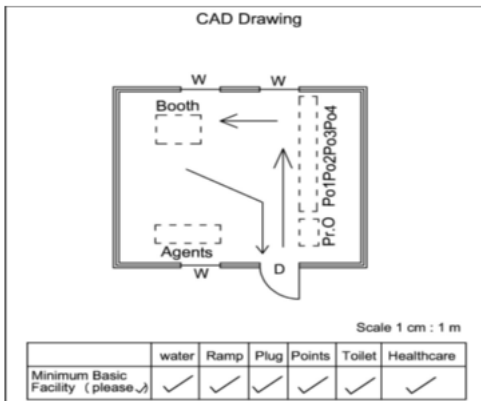 CAD Drawing
W W
Booth
Pr.O Po1Po2Po3Po4
Agents
W D
Scale 1 cm : 1 m
water Ramp Plug Points Toilet Healthcare
Minimum Basic
Facility ( please ✓) ✓ ✓ ✓ ✓ ✓ ✓